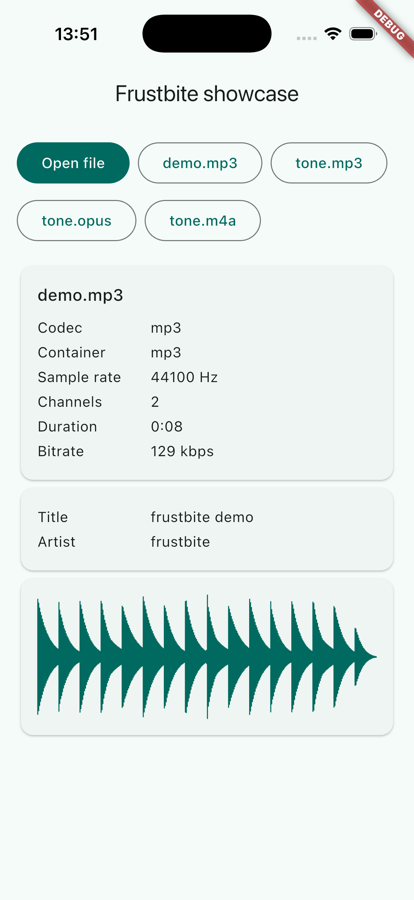 13:51
DEBUG
Frustbite showcase
Open file
demo.mp3
tone.mp3
tone.opus
tone.m4a
demo.mp3
Codec mp3
Container mp3
Sample rate 44100 Hz
Channels 2
Duration 0:08
Bitrate 129 kbps
Title frustbite demo
Artist frustbite